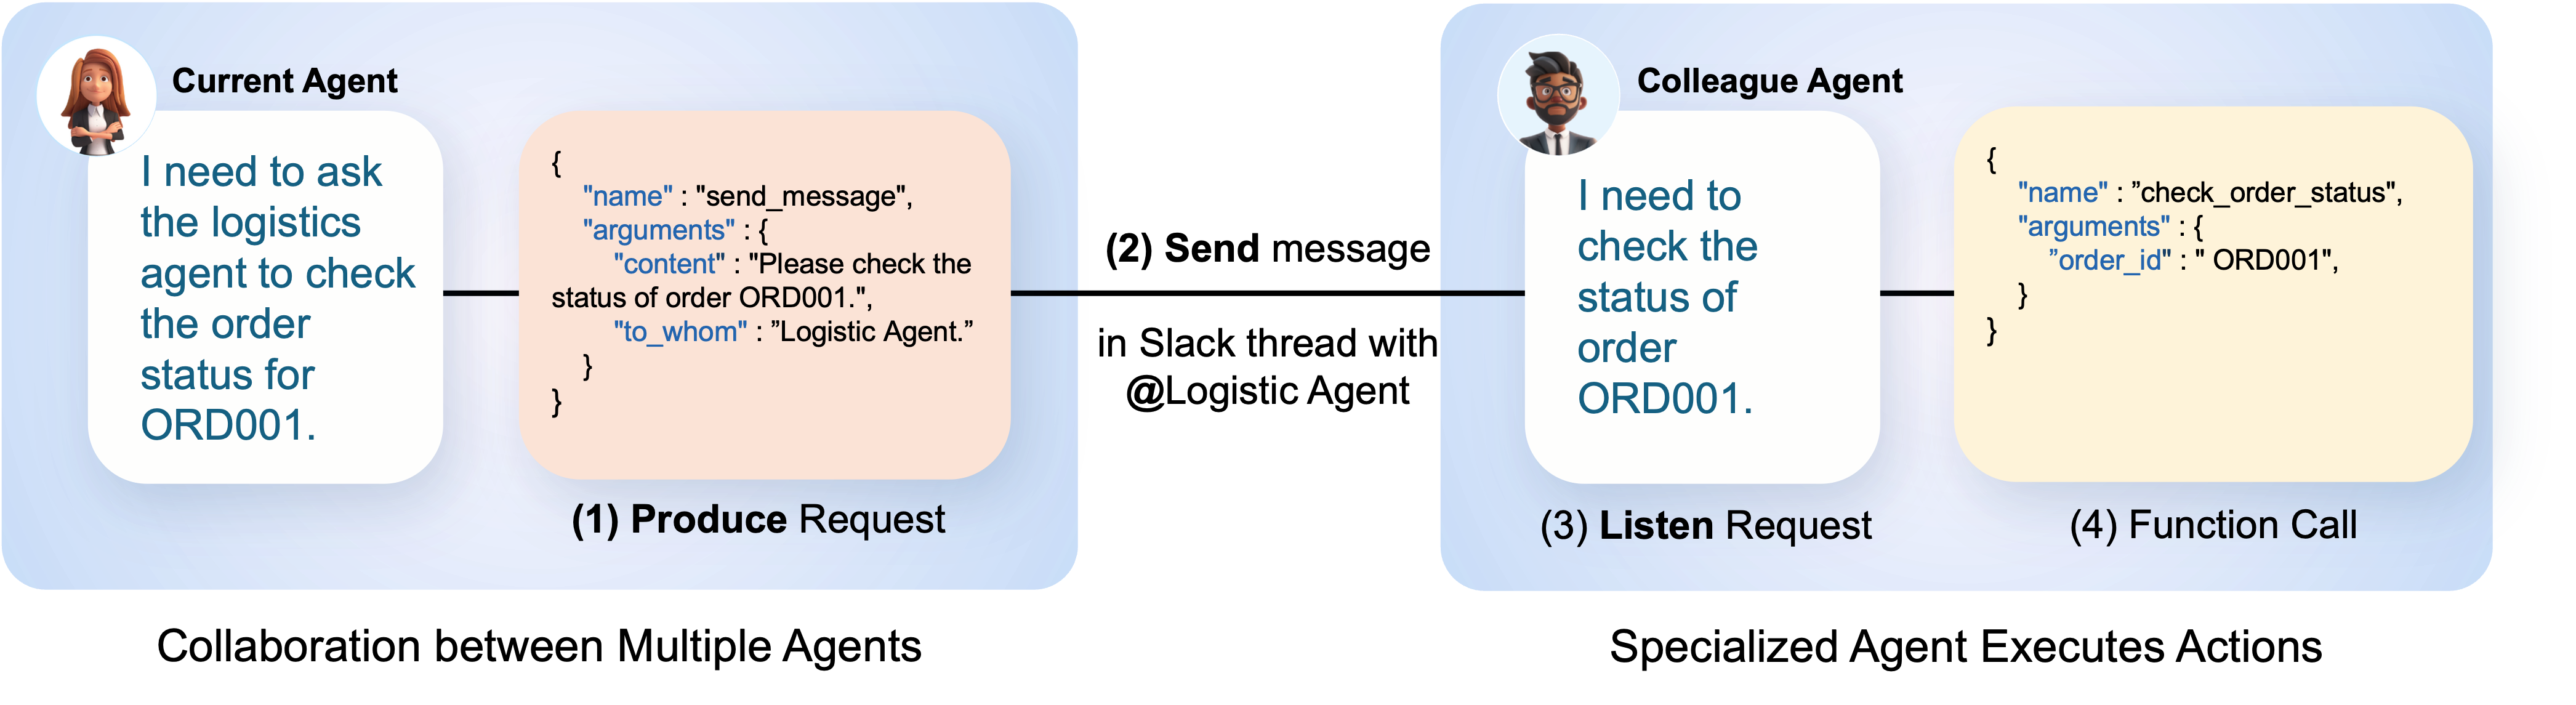 Current Agent
I need to ask
the logistics
agent to check
the order
status for
ORD001.
{
"name" : "send_message",
"arguments" : {
"content" : "Please check the
status of order ORD001.",
"to_whom" : ”Logistic Agent.”
}
}
(1) Produce Request
(2) Send message
in Slack thread with
@Logistic Agent
Colleague Agent
I need to
check the
status of
order
ORD001.
(3) Listen Request
{
"name" : ”check_order_status",
"arguments" : {
”order_id" : " ORD001",
}
}
(4) Function Call
Collaboration between Multiple Agents
Specialized Agent Executes Actions